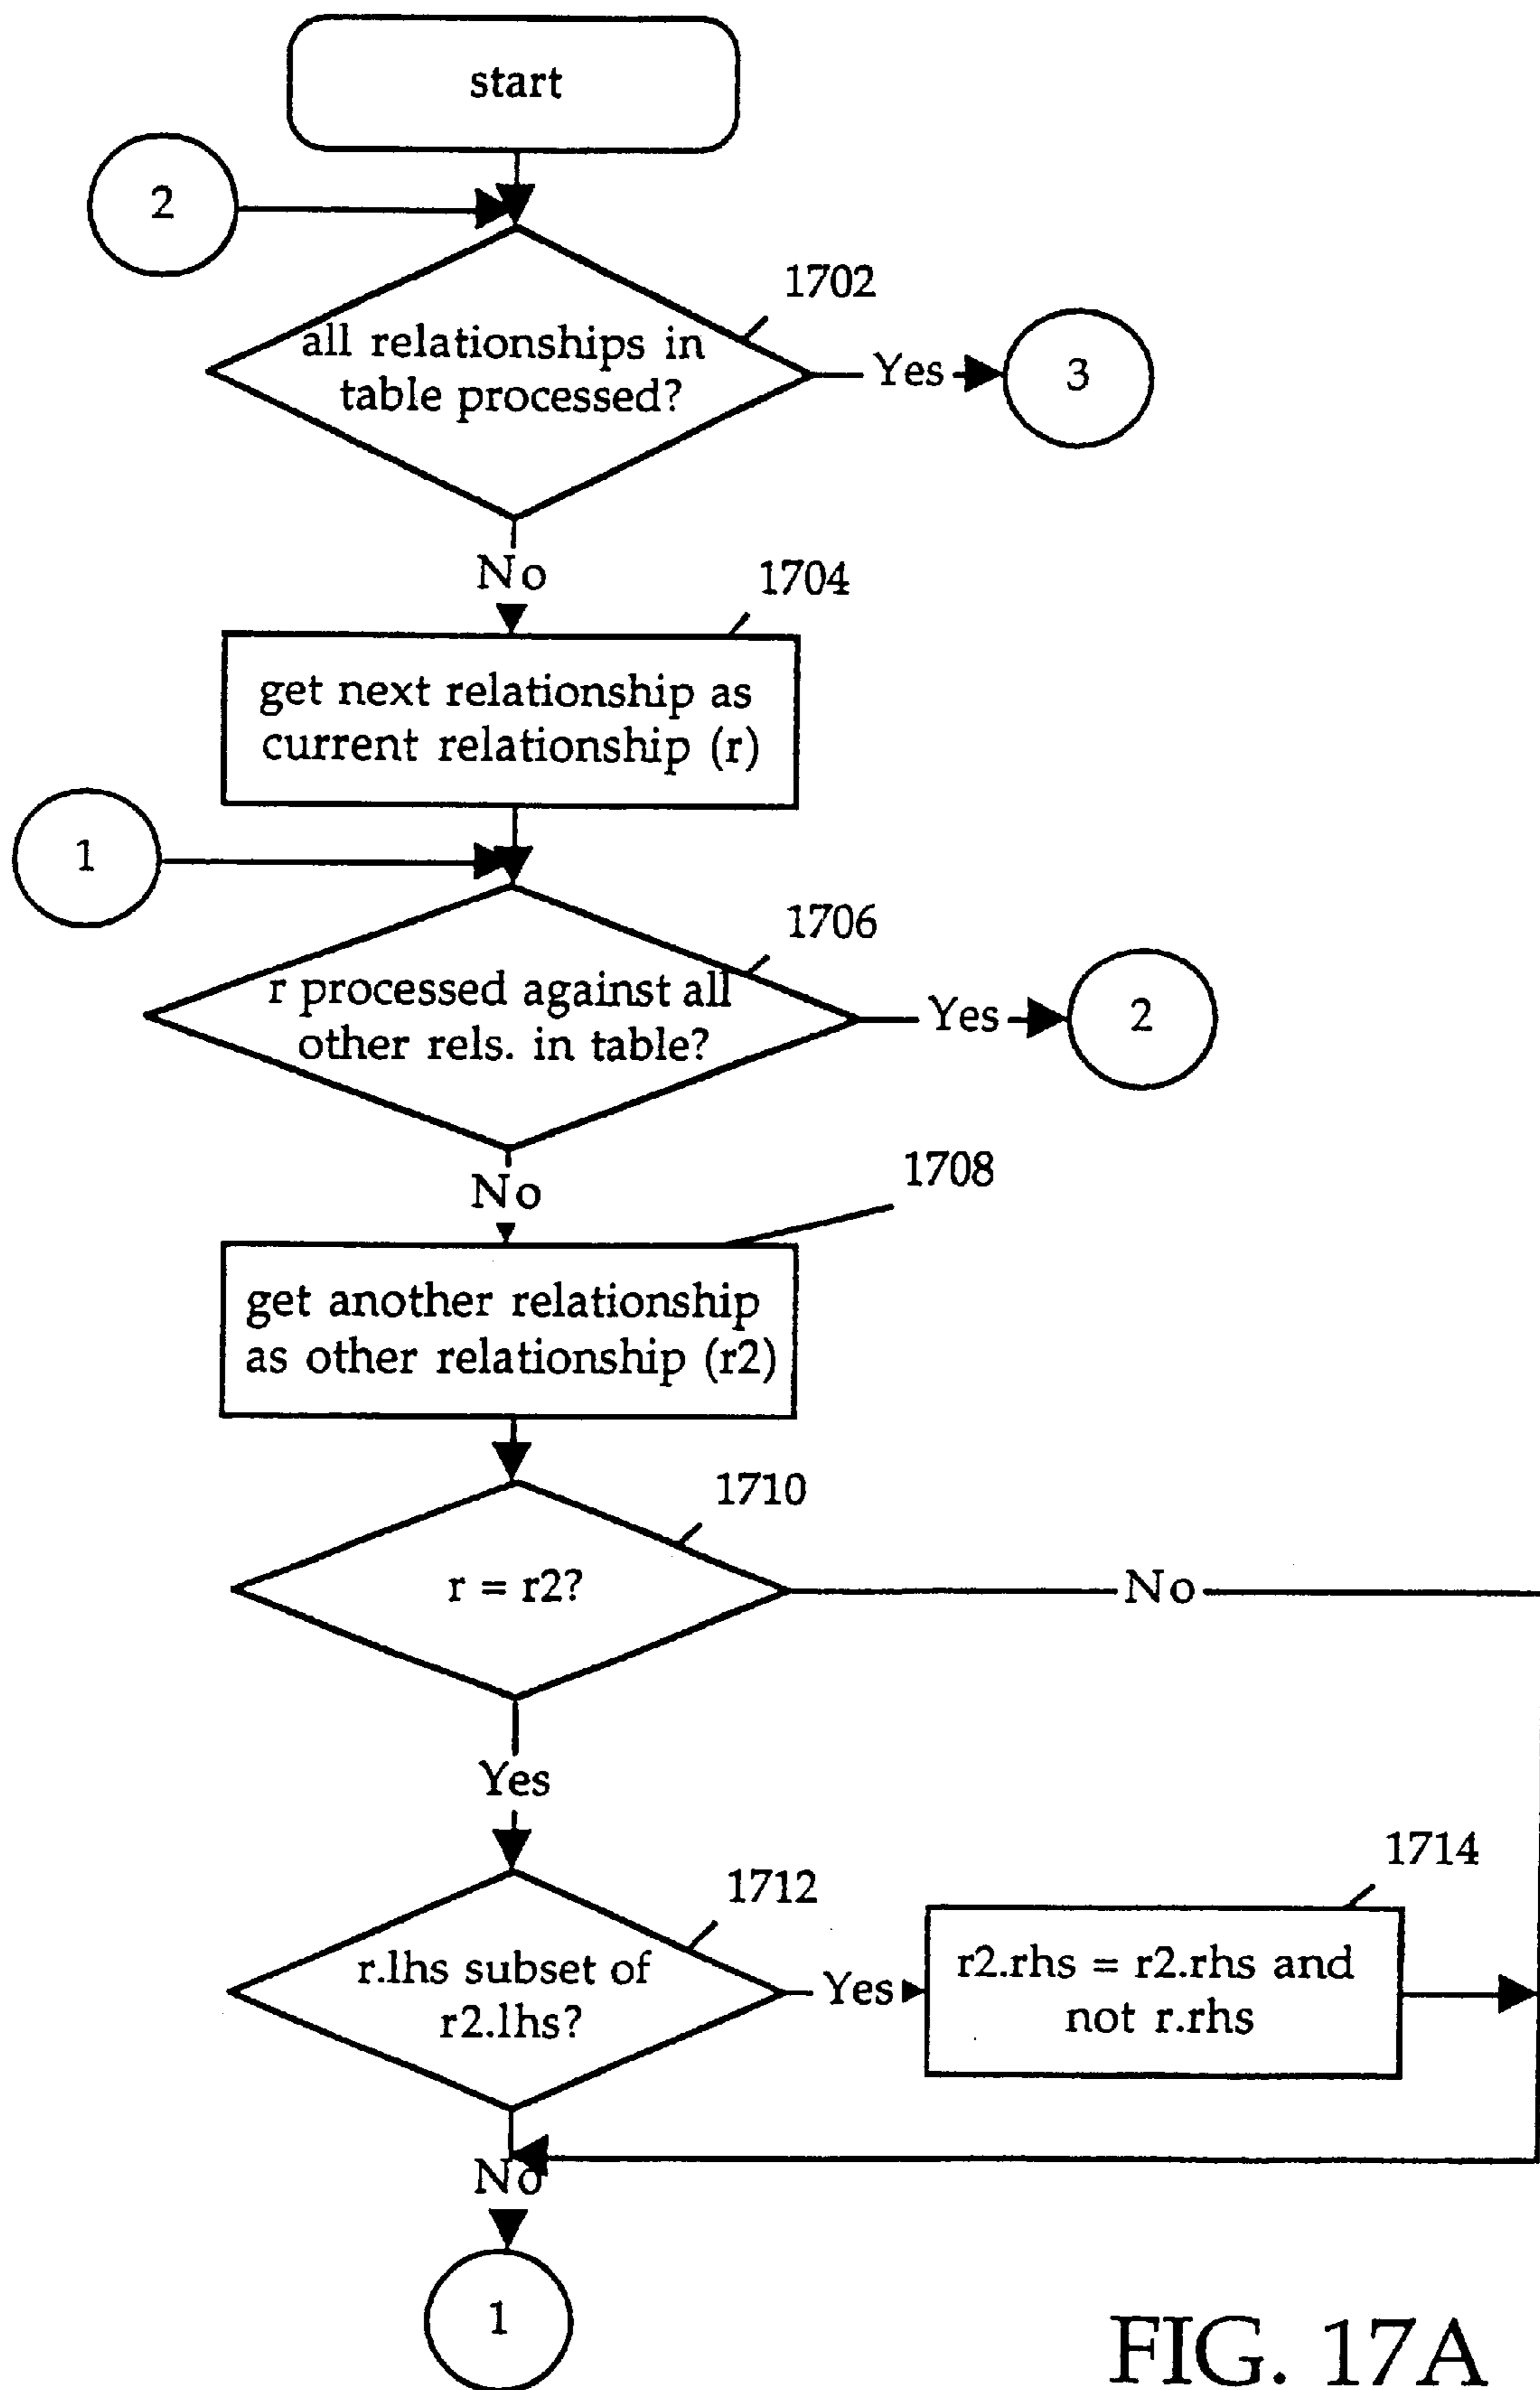 start
2
1702
all relationships in
table processed?
Yes
3
No
1704
get next relationship as
current relationship (r)
1
1706
r processed against all
other rels. in table?
Yes
2
No
1708
get another relationship
as other relationship (r2)
1710
r = r2?
No
Yes
1712
1714
r.lhs subset of
r2.lhs?
Yes
r2.rhs = r2.rhs and
not r.rhs
No
1
FIG. 17A